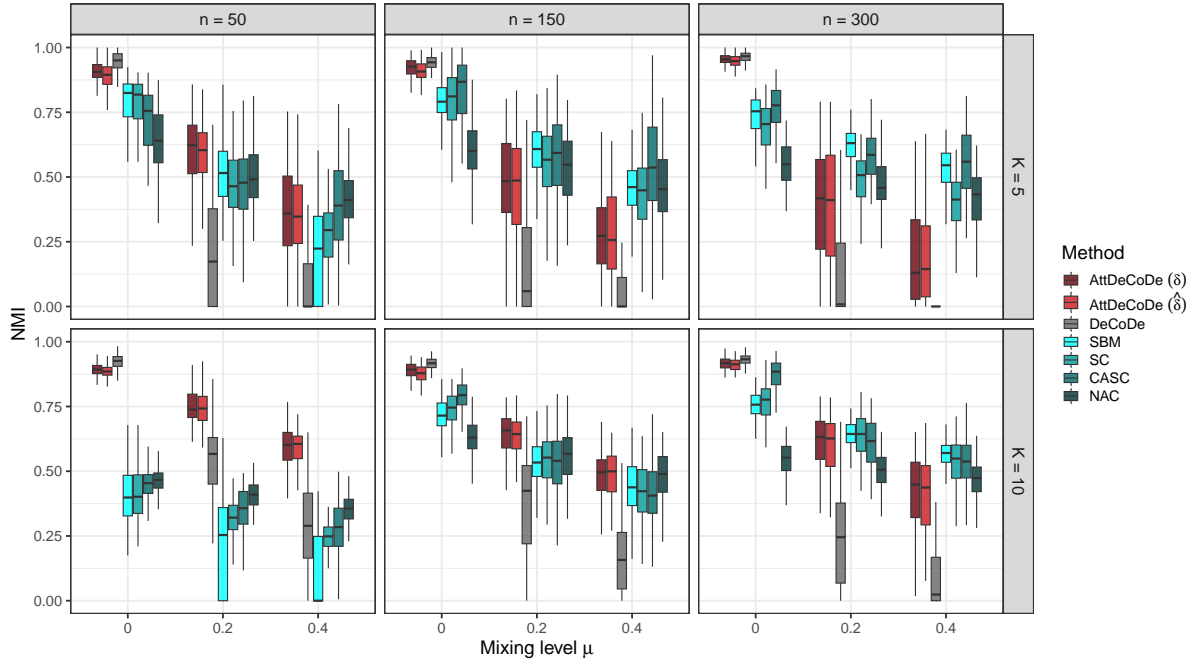 n = 50
n = 150
n = 300
1.00
0.75
0.50
0.25
0.00
K = 5
1.00
0.75
0.50
0.25
0.00
K = 10
NMI
0
0.2
0.4
0
0.2
0.4
0
0.2
0.4
Mixing level μ
Method
AttDeCoDe (δ)
AttDeCoDe (δ̂)
DeCoDe
SBM
SC
CASC
NAC